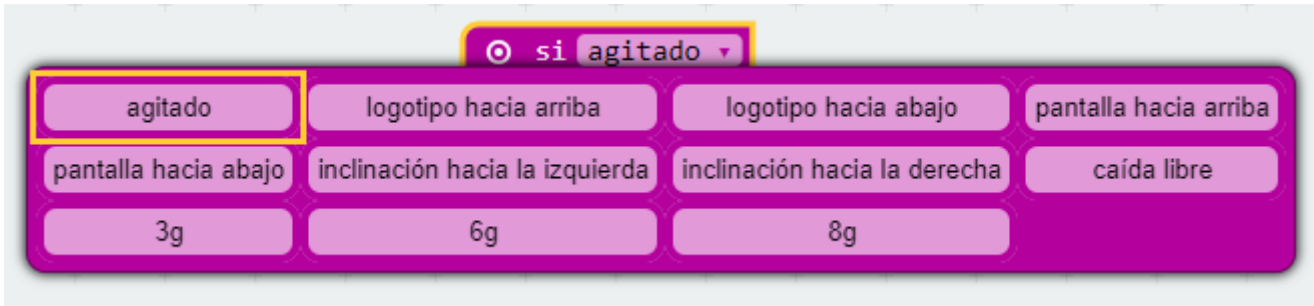 si agitado
agitado logotipo hacia arriba logotipo hacia abajo pantalla hacia arriba
pantalla hacia abajo inclinación hacia la izquierda inclinación hacia la derecha caída libre
3g 6g 8g